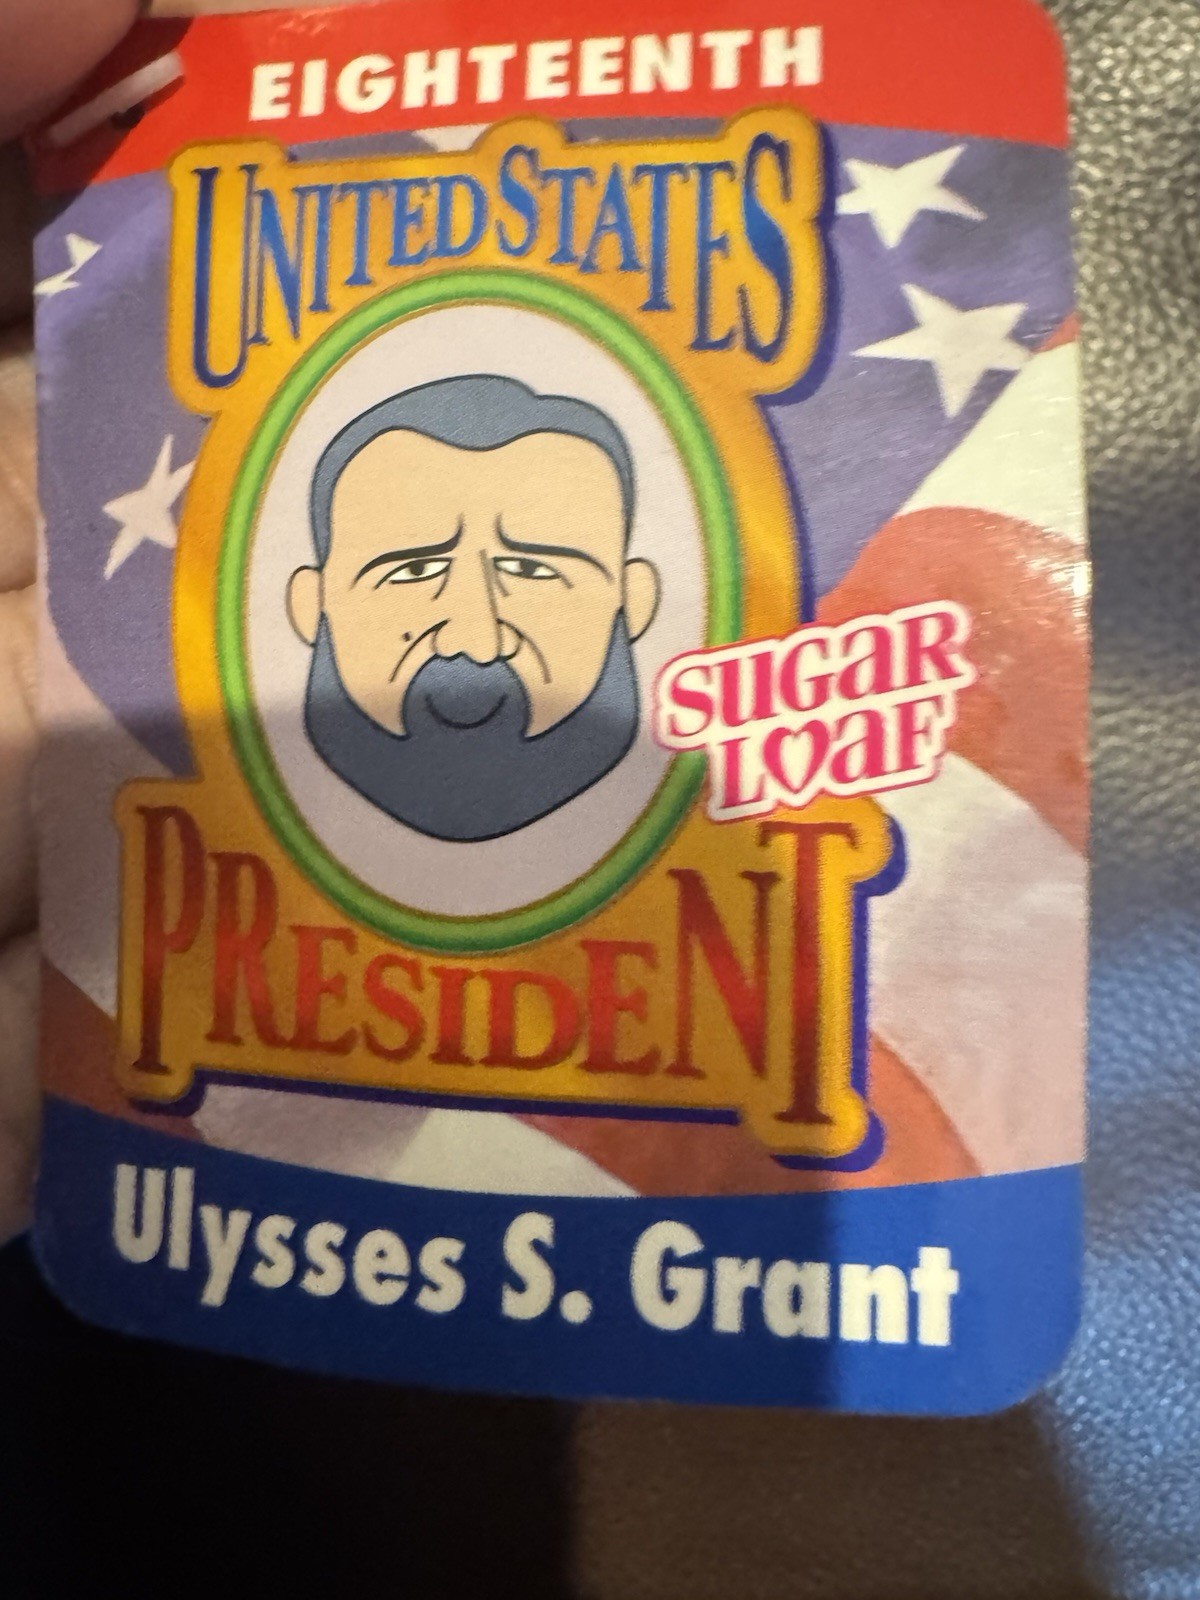 EIGHTEENTH
UNITED STATES
SUGAR
LOAF
PRESIDENT
Ulysses S. Grant